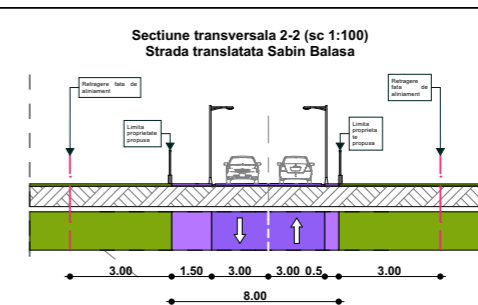 Sectiune transversala 2-2 (sc 1:100)
Strada translatata Sabin Balasa
Retragere fata de
aliniament
Retragere
fata de
aliniament
Limita
proprietate
propusa
Limita
proprieta
te
propusa
3.00 1.50 3.00 3.00 0.5 3.00
8.00